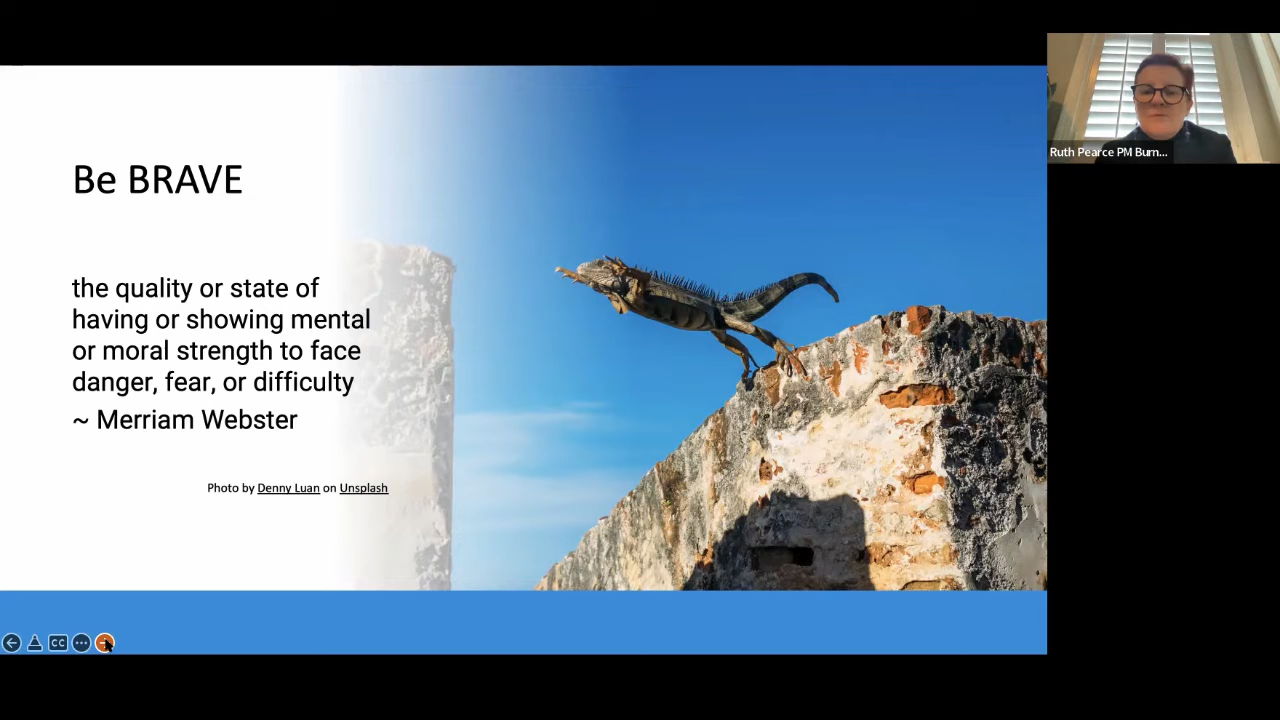 Be BRAVE
the quality or state of
having or showing mental
or moral strength to face
danger, fear, or difficulty
~ Merriam Webster
Photo by Denny Luan on Unsplash
CC
Ruth Pearce PM Burn...